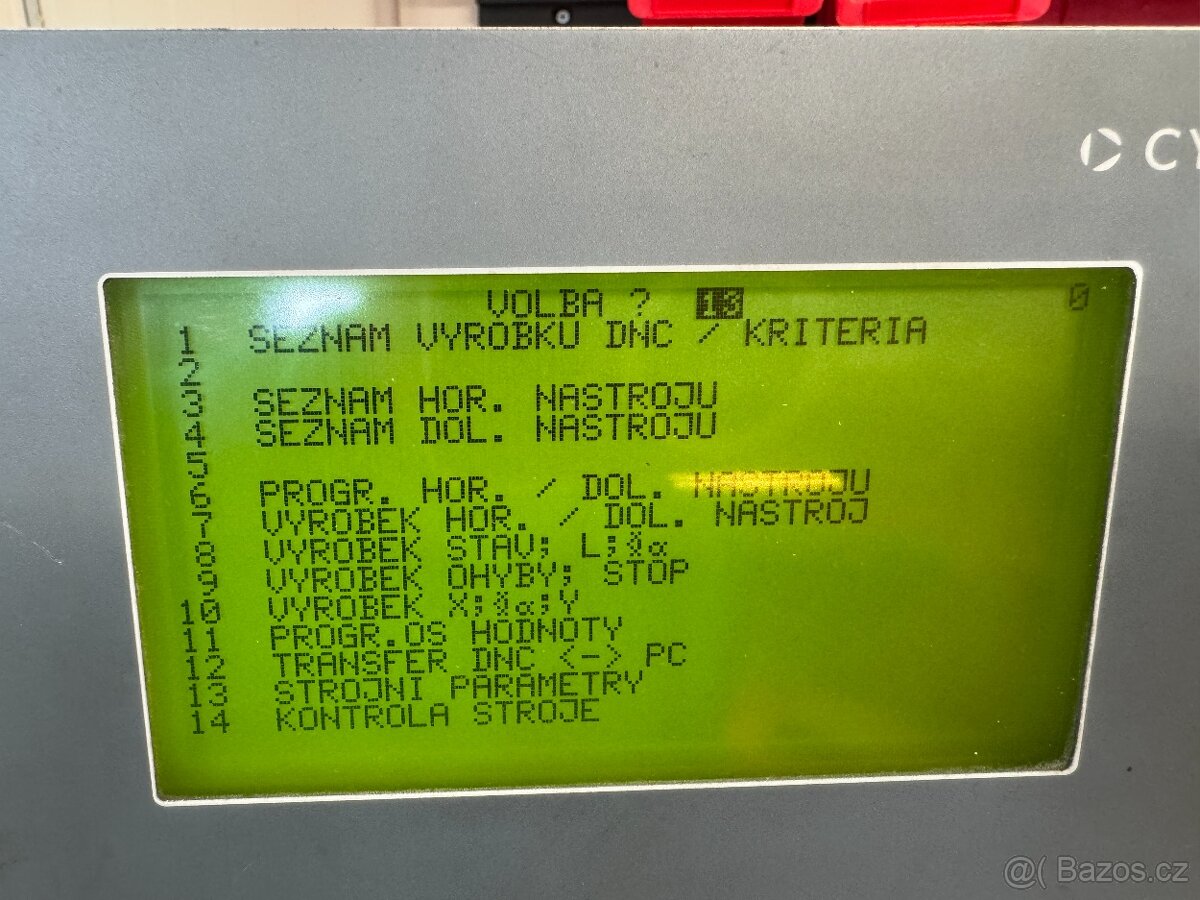 CY
VOLBA ? 13 0
1 SEZNAM VYROBKU DNC / KRITERIA
2
3 SEZNAM HOR. NASTROJU
4 SEZNAM DOL. NASTROJU
5
6 PROGR. HOR. / DOL. NASTROJU
7 VYROBEK HOR. / DOL. NASTROJ
8 VYROBEK STAV; L;§α
9 VYROBEK OHYBY; STOP
10 VYROBEK X;§α;Y
11 PROGR.OS HODNOTY
12 TRANSFER DNC <-> PC
13 STROJNI PARAMETRY
14 KONTROLA STROJE
@( Bazos.cz